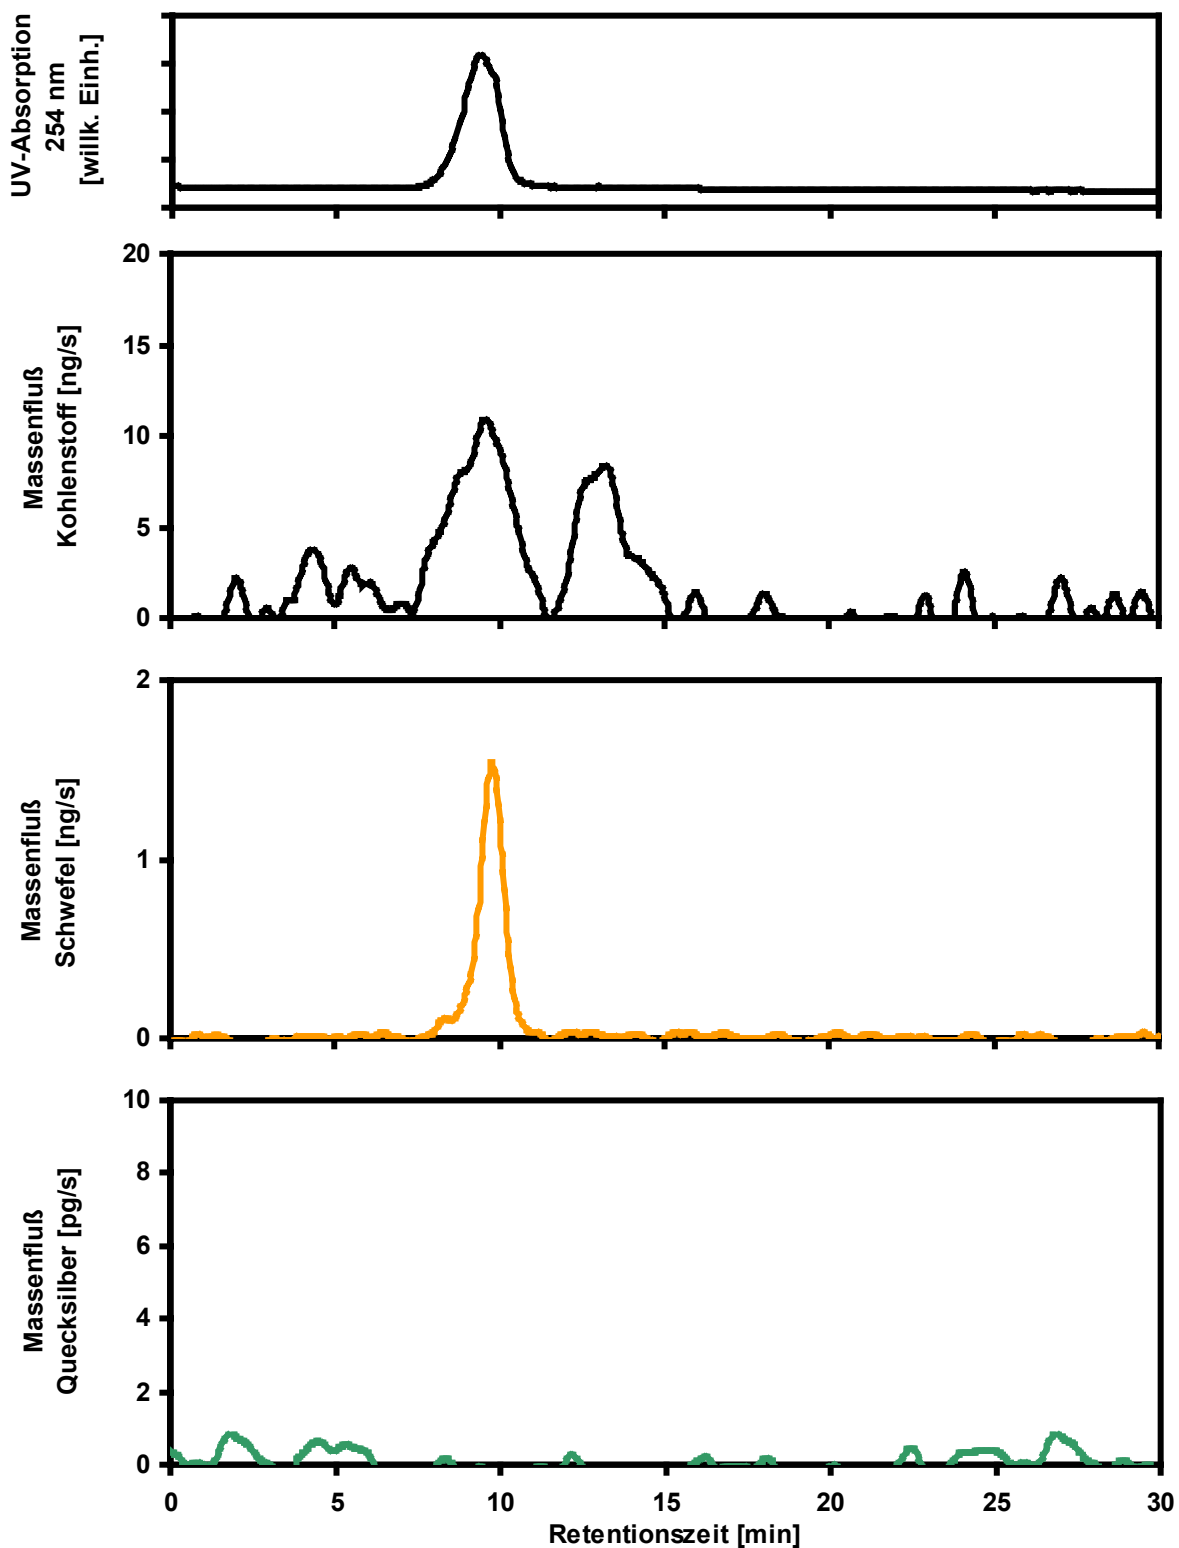 UV-Absorption
254 nm
[willk. Einh.]
Massenfluß
Kohlenstoff [ng/s]
20
15
10
5
0
Massenfluß
Schwefel [ng/s]
2
1
0
Massenfluß
Quecksilber [pg/s]
10
8
6
4
2
0
0 5 10 15 20 25 30
Retentionszeit [min]